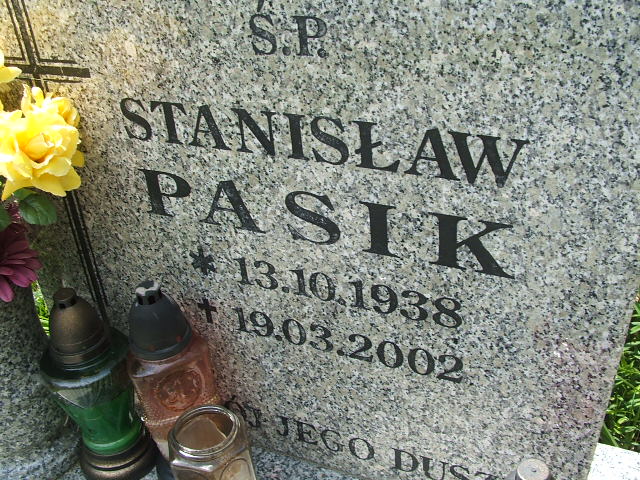 Ś.P.
STANISŁAW
PASIK
* 13.10.1938
† 19.03.2002
JEGO